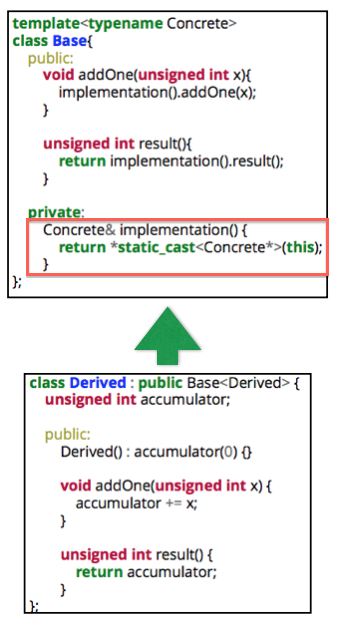 template<typename Concrete>
class Base{
public:
void addOne(unsigned int x){
implementation().addOne(x);
}
unsigned int result(){
return implementation().result();
}
private:
Concrete& implementation() {
return *static_cast<Concrete*>(this);
}
};
class Derived : public Base<Derived> {
unsigned int accumulator;
public:
Derived() : accumulator(0) {}
void addOne(unsigned int x) {
accumulator += x;
}
unsigned int result() {
return accumulator;
}
};